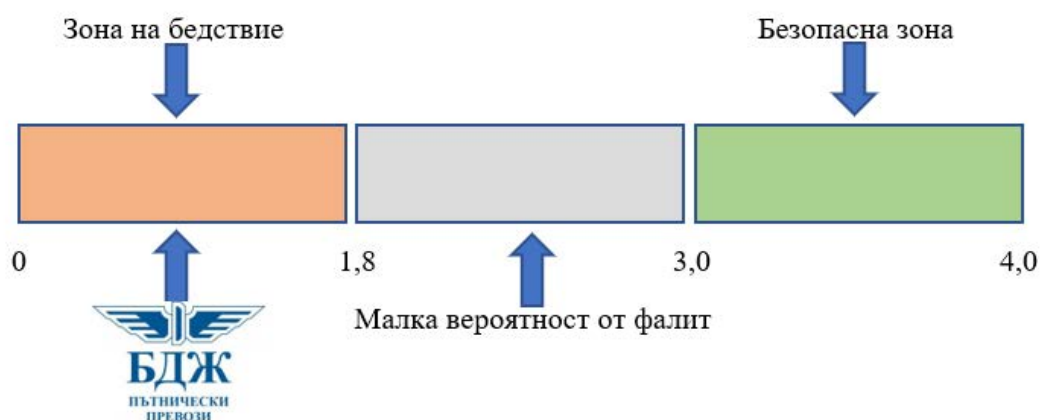 Зона на бедствие
Безопасна зона
0
1,8
3,0
4,0
Малка вероятност от фалит
БДЖ
ПЪТНИЧЕСКИ
ПРЕВОЗИ